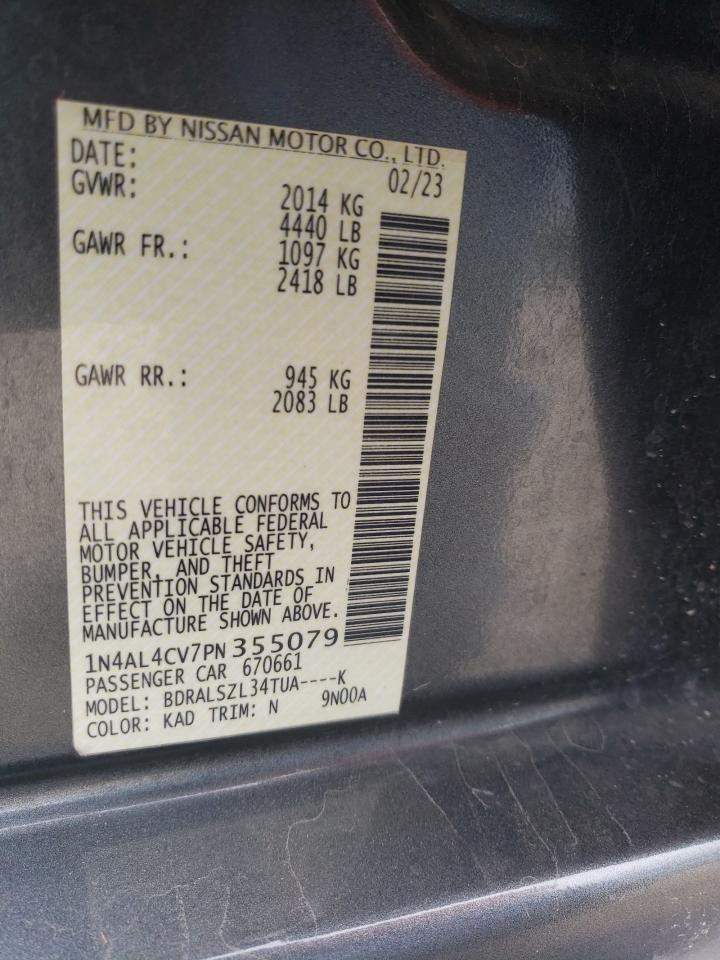 MFD BY NISSAN MOTOR CO., LTD.
DATE: 02/23
GVWR: 2014 KG
4440 LB
GAWR FR.: 1097 KG
2418 LB
GAWR RR.: 945 KG
2083 LB
THIS VEHICLE CONFORMS TO
ALL APPLICABLE FEDERAL
MOTOR VEHICLE SAFETY,
BUMPER, AND THEFT
PREVENTION STANDARDS IN
EFFECT ON THE DATE OF
MANUFACTURE SHOWN ABOVE.
1N4AL4CV7PN355079
PASSENGER CAR 670661
MODEL: BDRALSZL34TUA----K
COLOR: KAD TRIM: N 9N00A